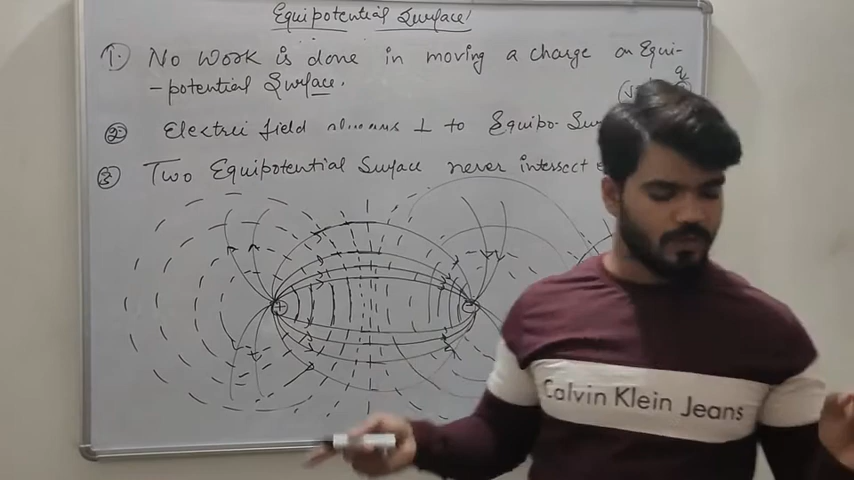 Equipotential Surface
1. No work is done in moving a charge on Equi-
-potential Surface.
q
2. Electric field always ⊥ to Equipo. Sur
3. Two Equipotential Surface never intersect e
+
-
Calvin Klein Jeans